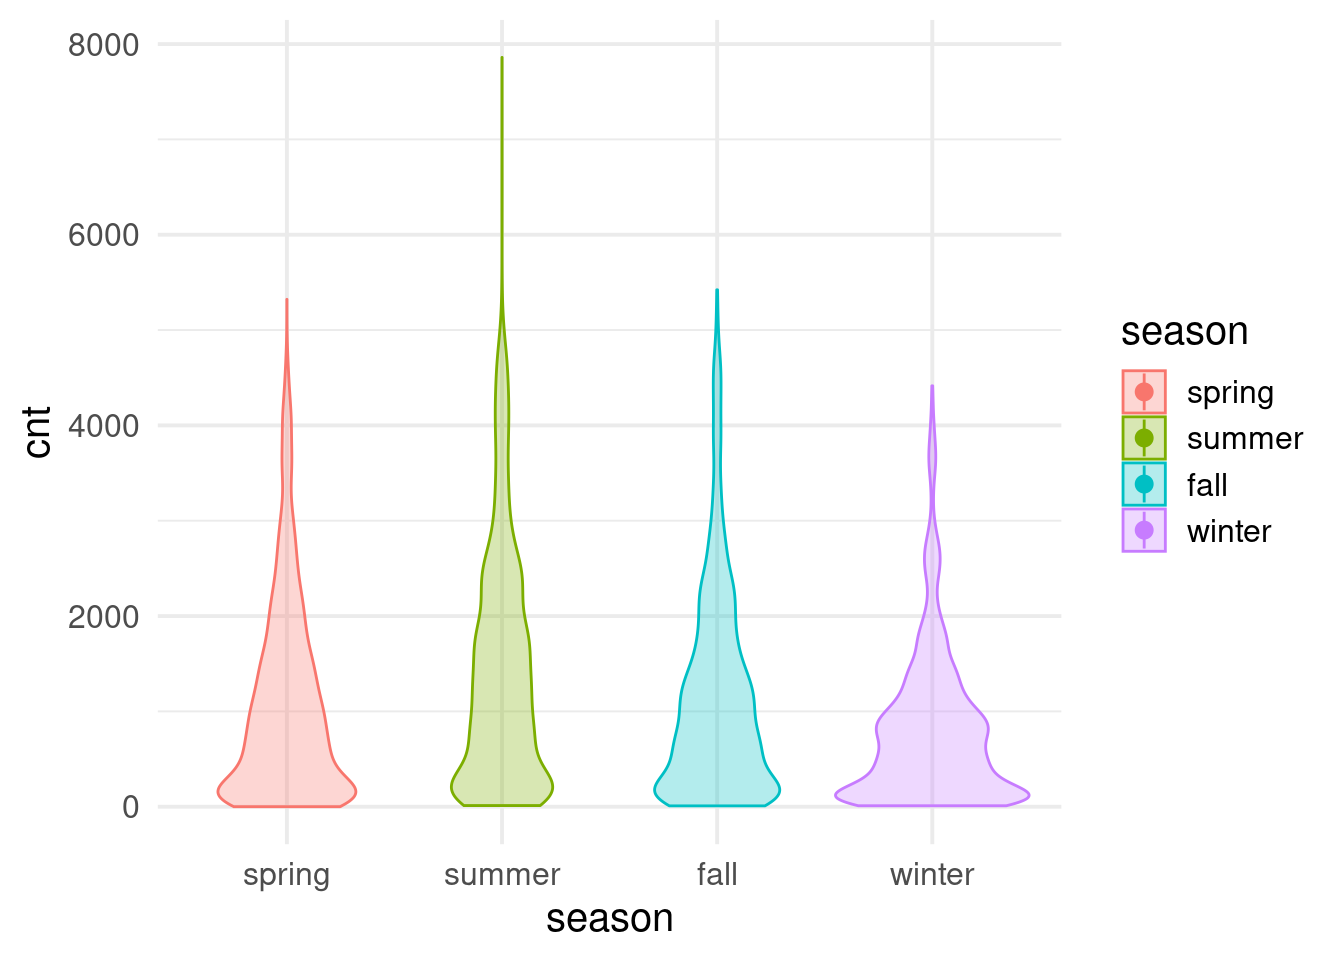 8000
6000
4000
2000
0
cnt
spring
summer
fall
winter
season
season
spring
summer
fall
winter